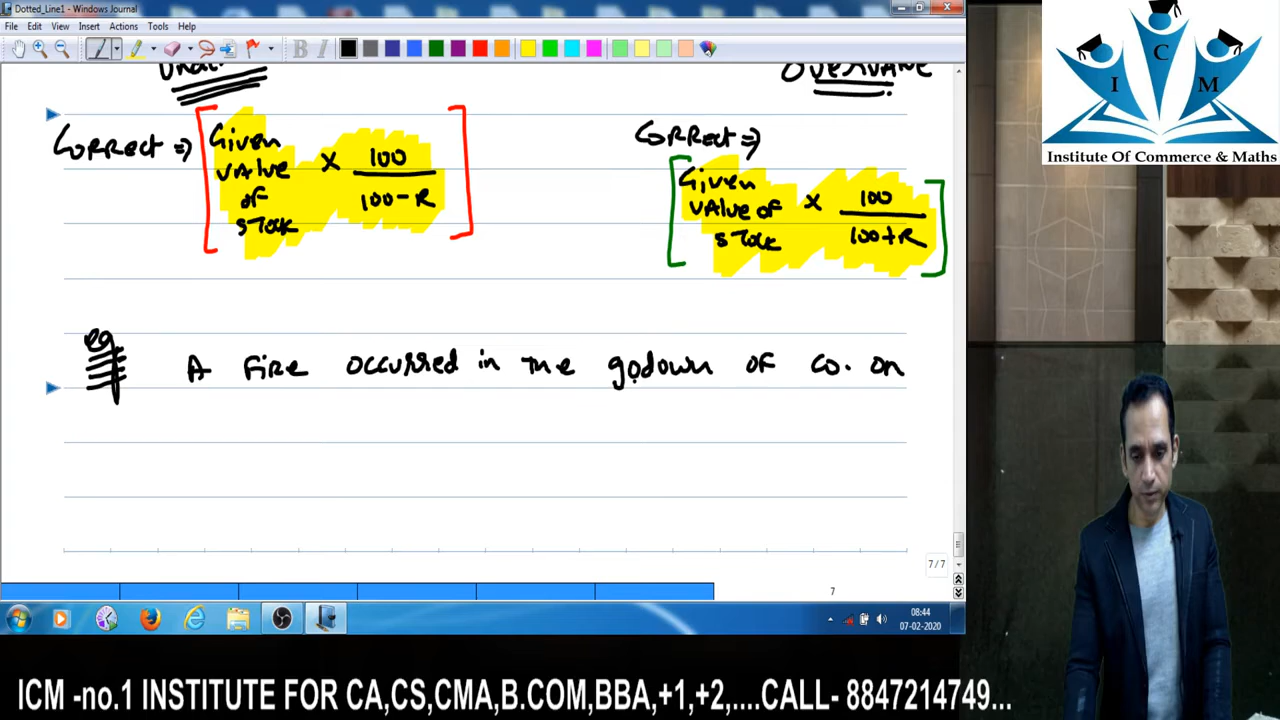 Dotted_Line1 - Windows Journal
File Edit View Insert Actions Tools Help
Correct ⇒ [Given value of stock × 100 / 100 - R]
Correct ⇒ [Given value of stock × 100 / 100 + R]
eg A Fire occurred in the godown of co. on
7/7
7
08:44
07-02-2020
I C M
Institute Of Commerce & Maths
ICM -no.1 INSTITUTE FOR CA,CS,CMA,B.COM,BBA,+1,+2,....CALL- 8847214749...